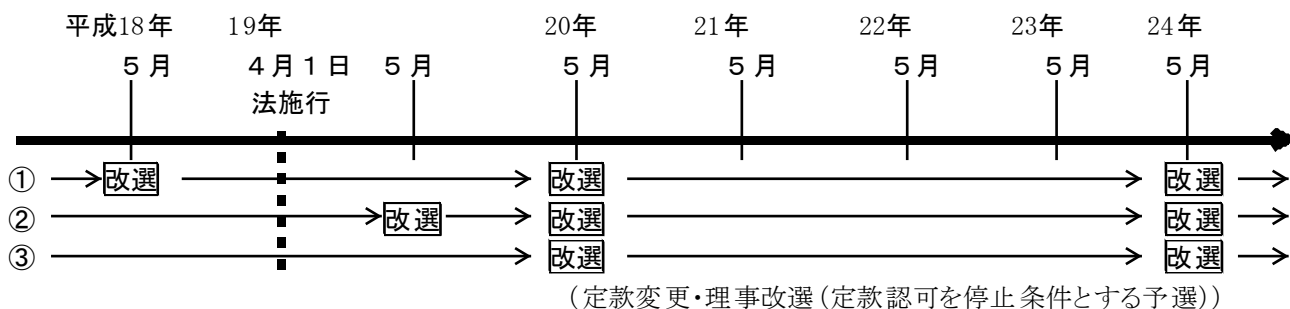 平成18年 19年 20年 21年 22年 23年 24年
５月 ４月１日 ５月 ５月 ５月 ５月 ５月 ５月
法施行
① 改選 改選 改選
② 改選 改選 改選
③ 改選 改選
（定款変更・理事改選（定款認可を停止条件とする予選））